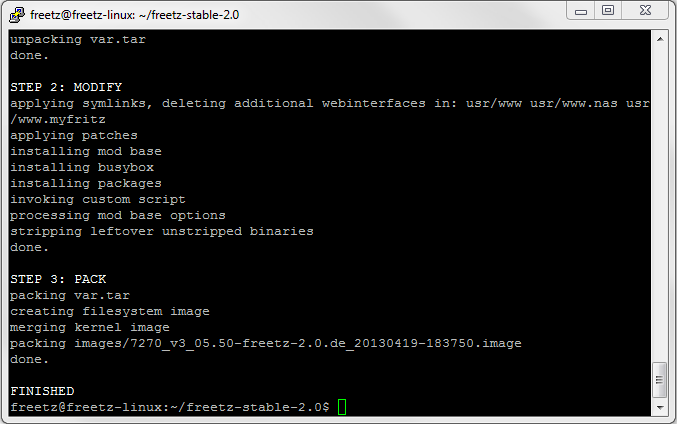 freetz@freetz-linux: ~/freetz-stable-2.0
unpacking var.tar
done.
STEP 2: MODIFY
applying symlinks, deleting additional webinterfaces in: usr/www usr/www.nas usr
/www.myfritz
applying patches
installing mod base
installing busybox
installing packages
invoking custom script
processing mod base options
stripping leftover unstripped binaries
done.
STEP 3: PACK
packing var.tar
creating filesystem image
merging kernel image
packing images/7270_v3_05.50-freetz-2.0.de_20130419-183750.image
done.
FINISHED
freetz@freetz-linux:~/freetz-stable-2.0$